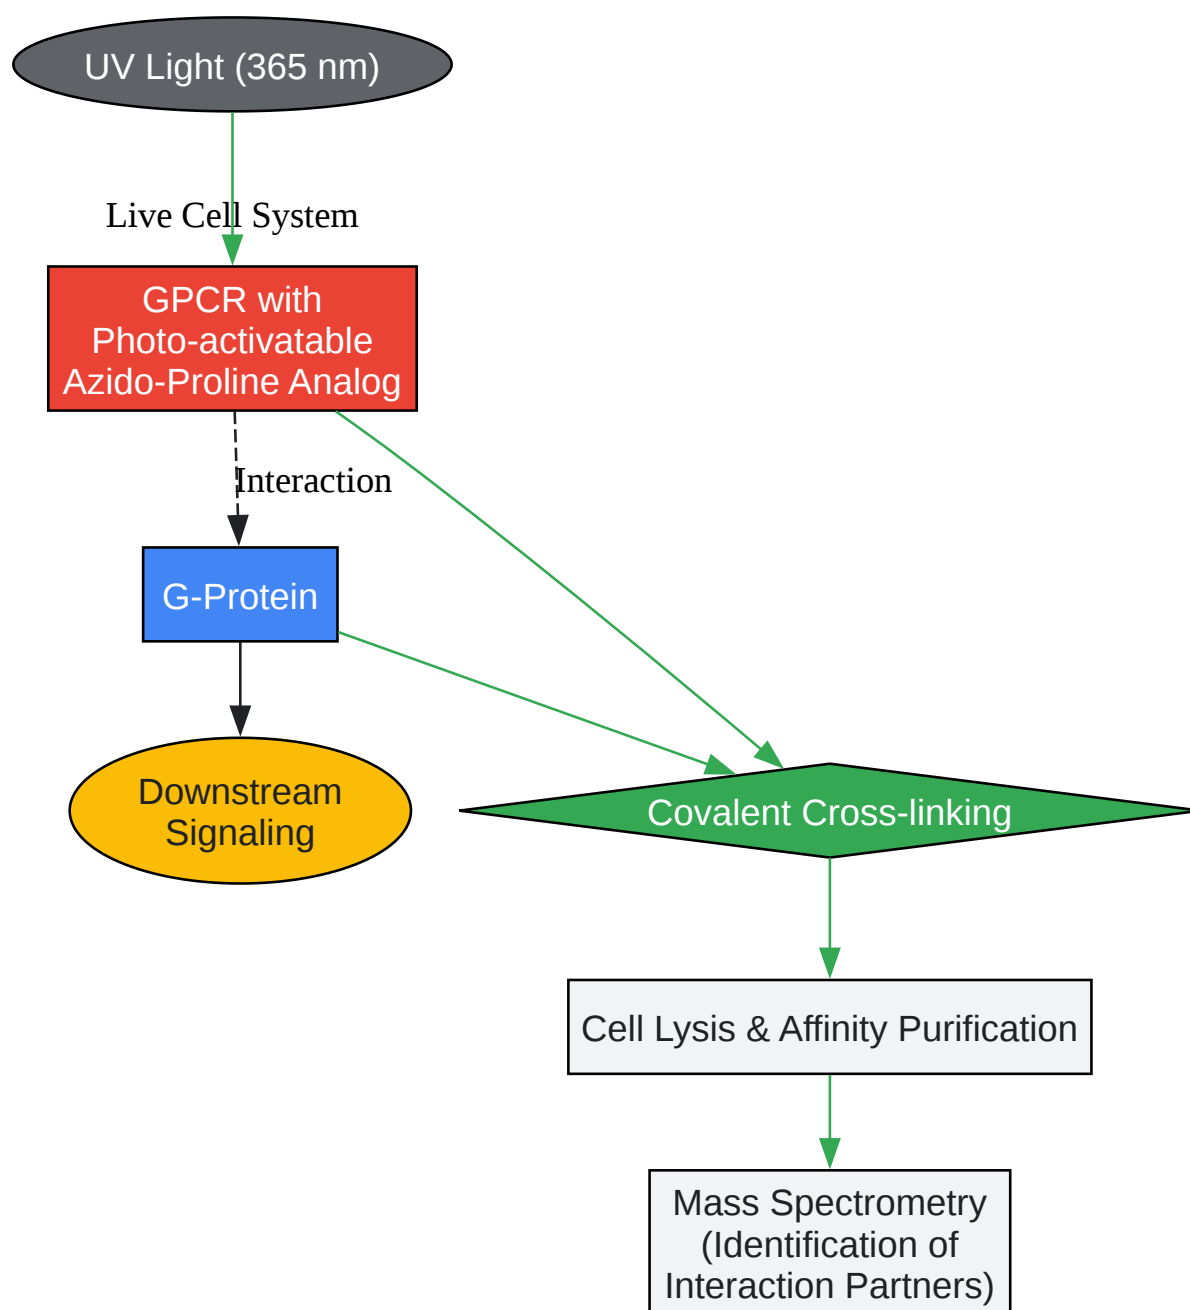 UV Light (365 nm)
Live Cell System
GPCR with
Photo-activatable
Azido-Proline Analog
Interaction
G-Protein
Downstream
Signaling
Covalent Cross-linking
Cell Lysis & Affinity Purification
Mass Spectrometry
(Identification of
Interaction Partners)